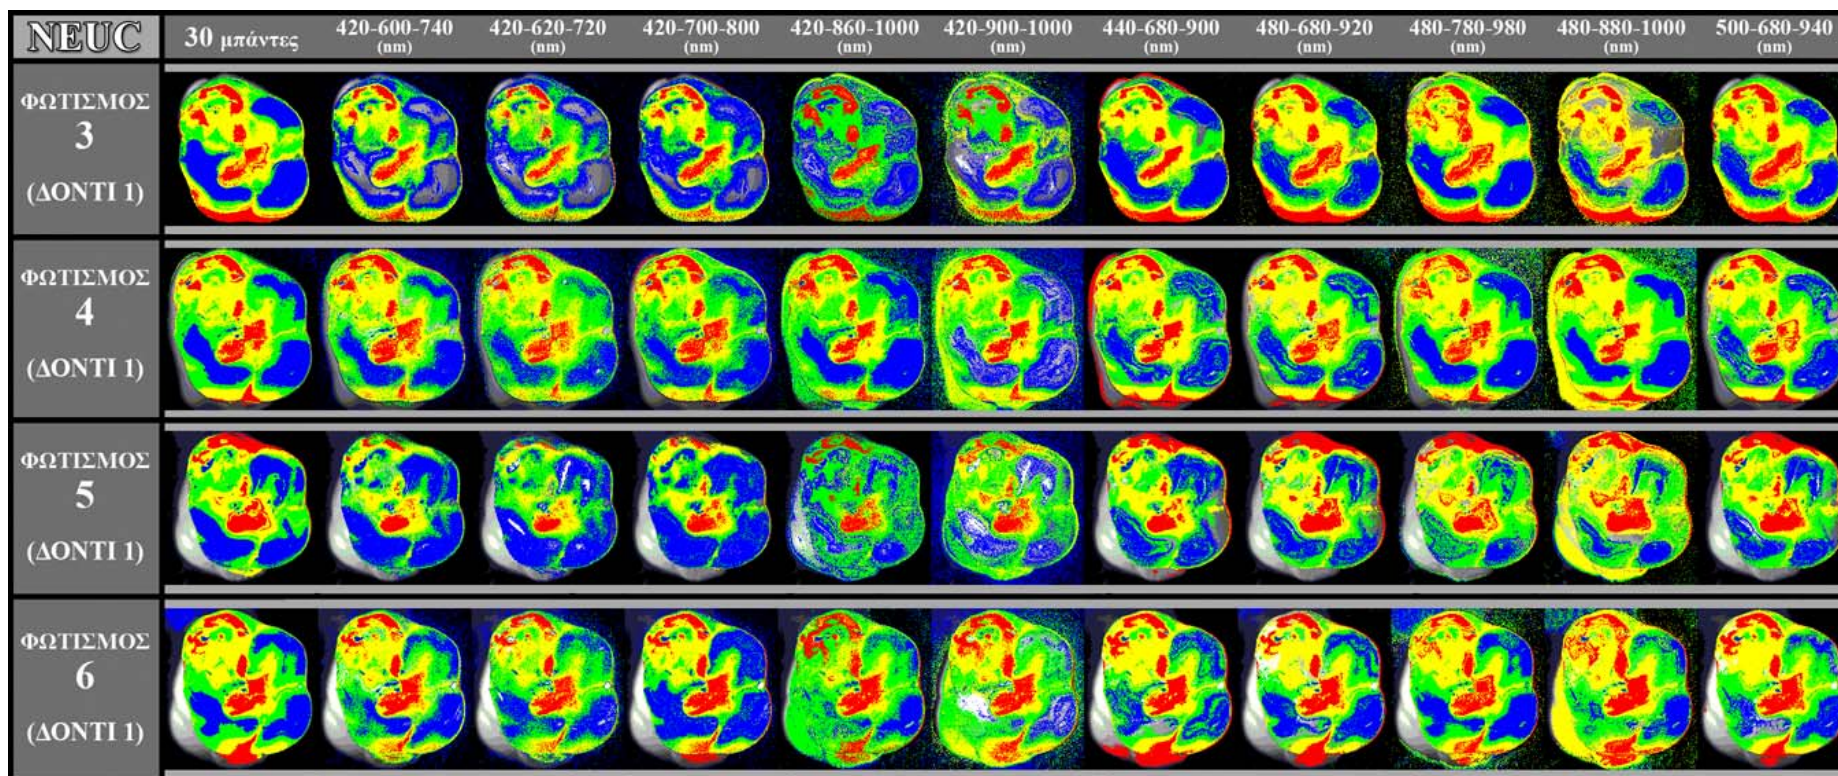 NEUC
30 μπάντες
420-600-740
(nm)
420-620-720
(nm)
420-700-800
(nm)
420-860-1000
(nm)
420-900-1000
(nm)
440-680-900
(nm)
480-680-920
(nm)
480-780-980
(nm)
480-880-1000
(nm)
500-680-940
(nm)
ΦΩΤΙΣΜΟΣ
3
(ΔΟΝΤΙ 1)
ΦΩΤΙΣΜΟΣ
4
(ΔΟΝΤΙ 1)
ΦΩΤΙΣΜΟΣ
5
(ΔΟΝΤΙ 1)
ΦΩΤΙΣΜΟΣ
6
(ΔΟΝΤΙ 1)